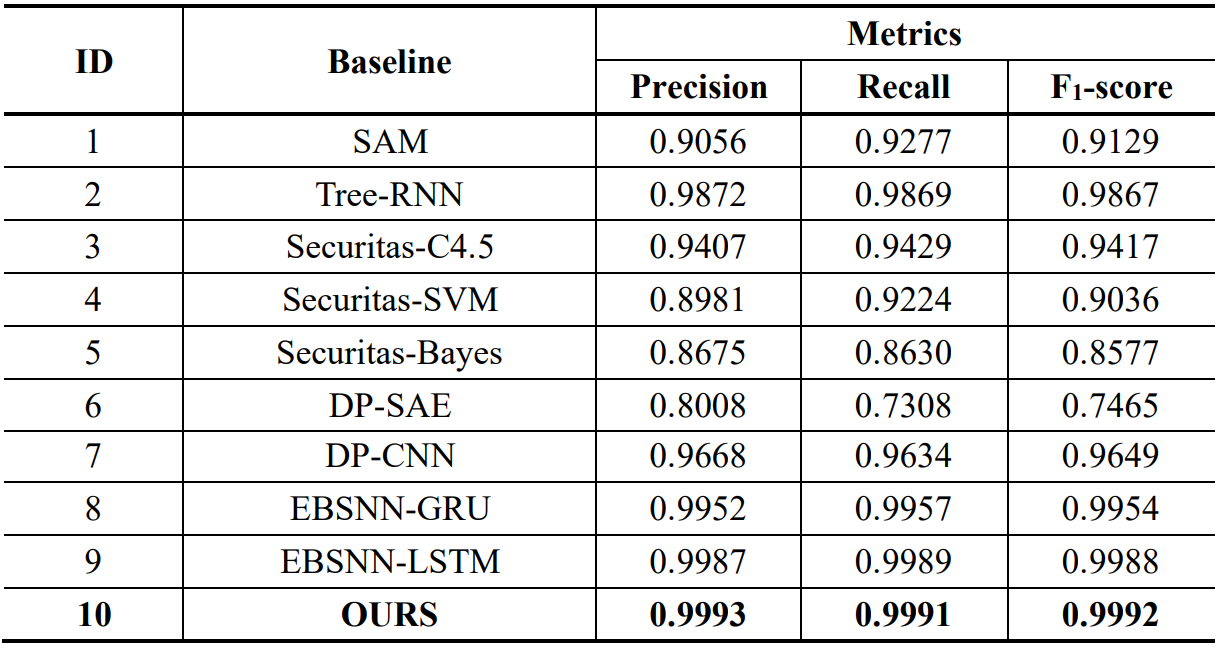 ID Baseline Metrics
Precision Recall F₁-score
1 SAM 0.9056 0.9277 0.9129
2 Tree-RNN 0.9872 0.9869 0.9867
3 Securitas-C4.5 0.9407 0.9429 0.9417
4 Securitas-SVM 0.8981 0.9224 0.9036
5 Securitas-Bayes 0.8675 0.8630 0.8577
6 DP-SAE 0.8008 0.7308 0.7465
7 DP-CNN 0.9668 0.9634 0.9649
8 EBSNN-GRU 0.9952 0.9957 0.9954
9 EBSNN-LSTM 0.9987 0.9989 0.9988
10 OURS 0.9993 0.9991 0.9992